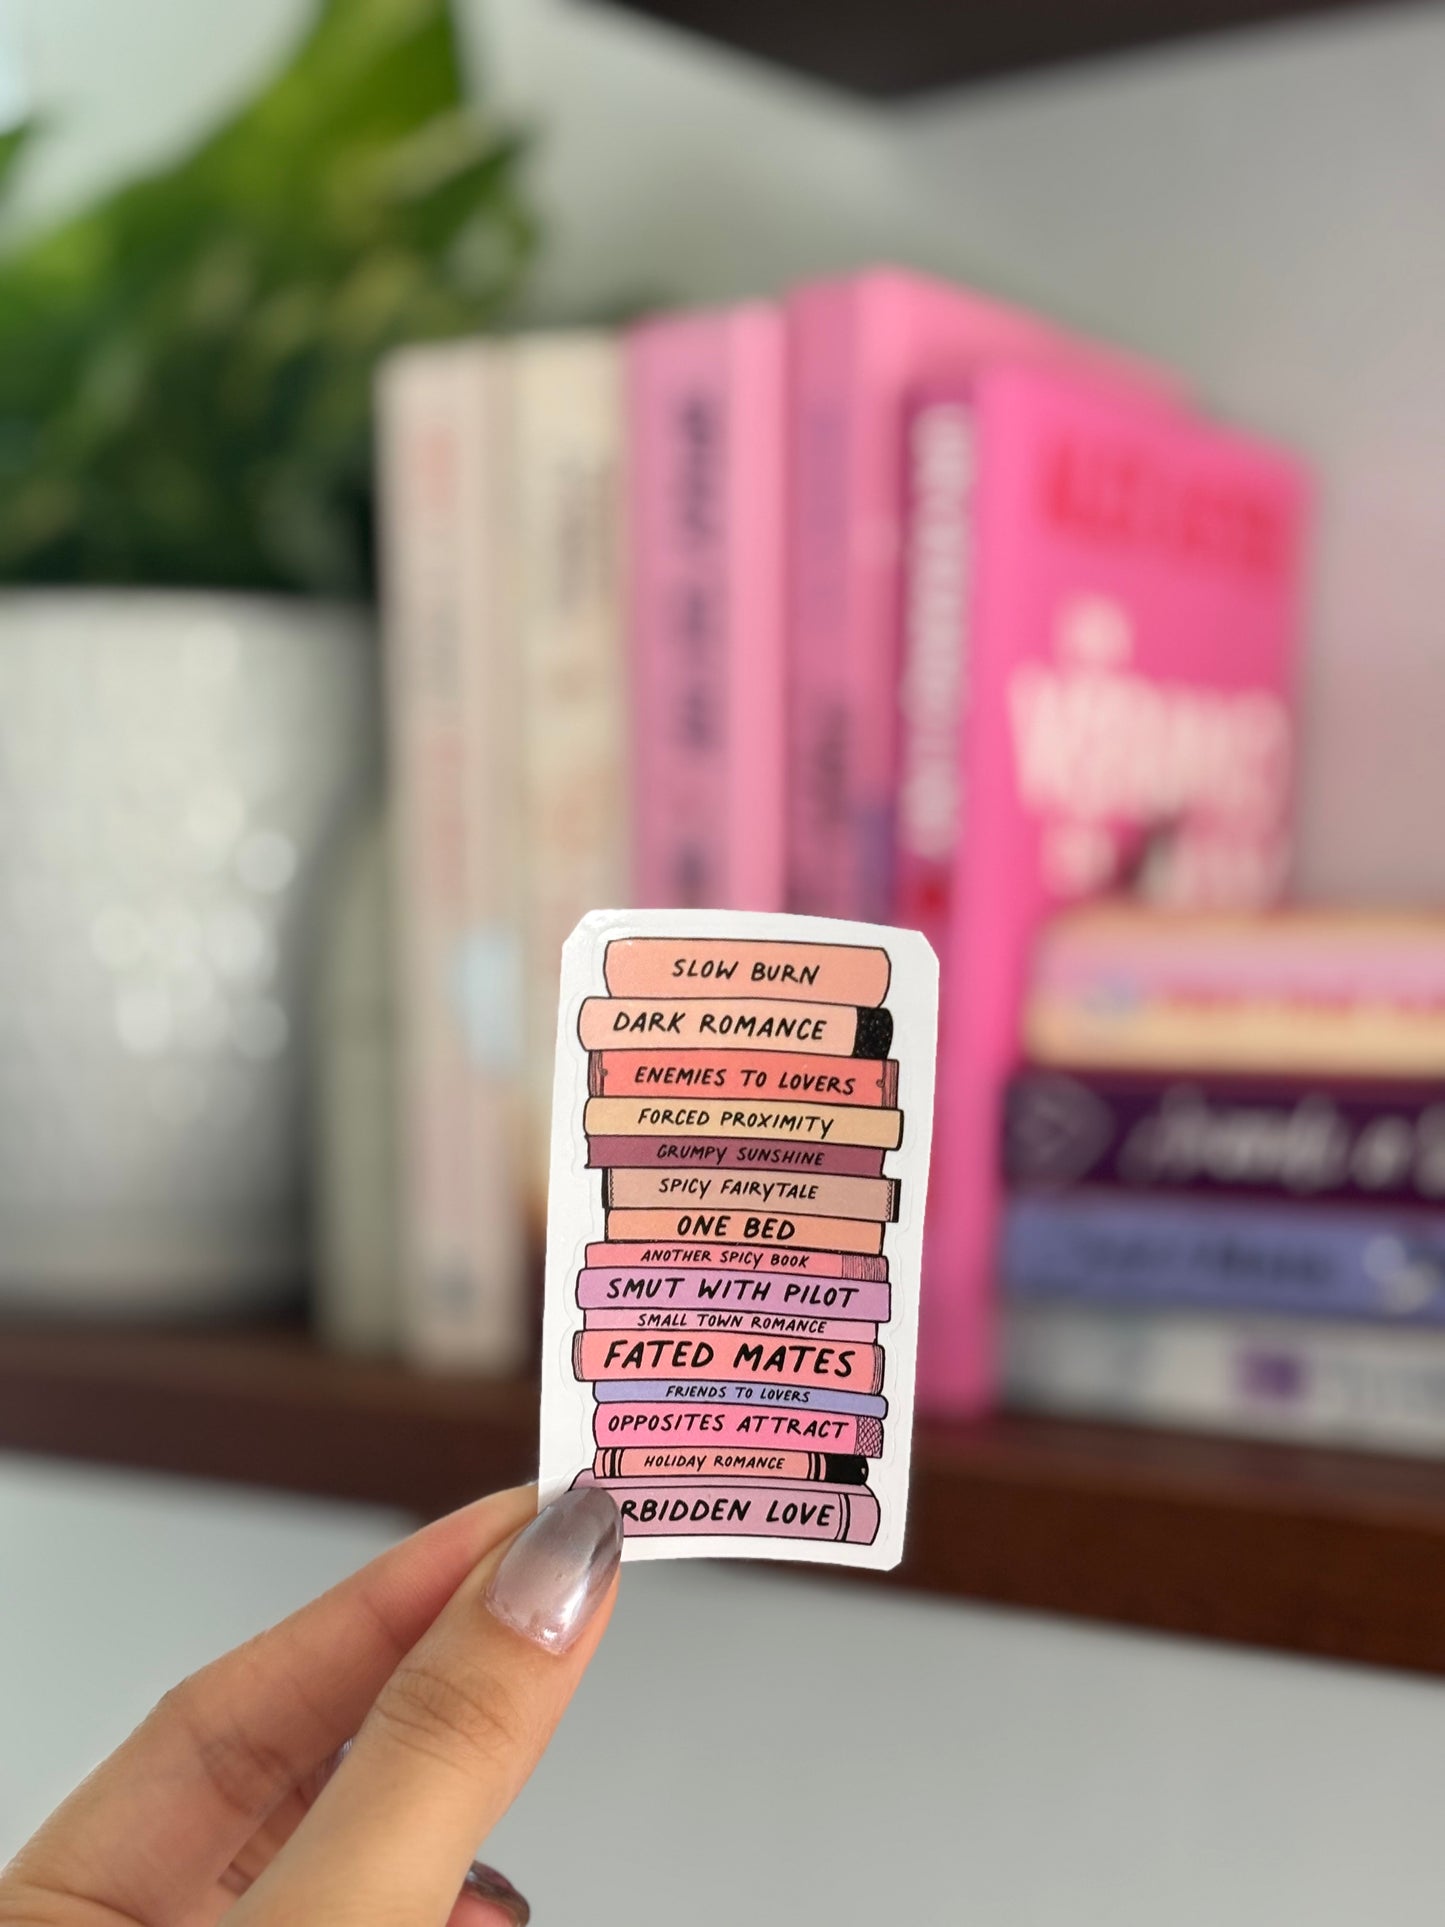 SLOW BURN
DARK ROMANCE
ENEMIES TO LOVERS
FORCED PROXIMITY
GRUMPY SUNSHINE
SPICY FAIRYTALE
ONE BED
ANOTHER SPICY BOOK
SMUT WITH PILOT
SMALL TOWN ROMANCE
FATED MATES
FRIENDS TO LOVERS
OPPOSITES ATTRACT
HOLIDAY ROMANCE
RBIDDEN LOVE